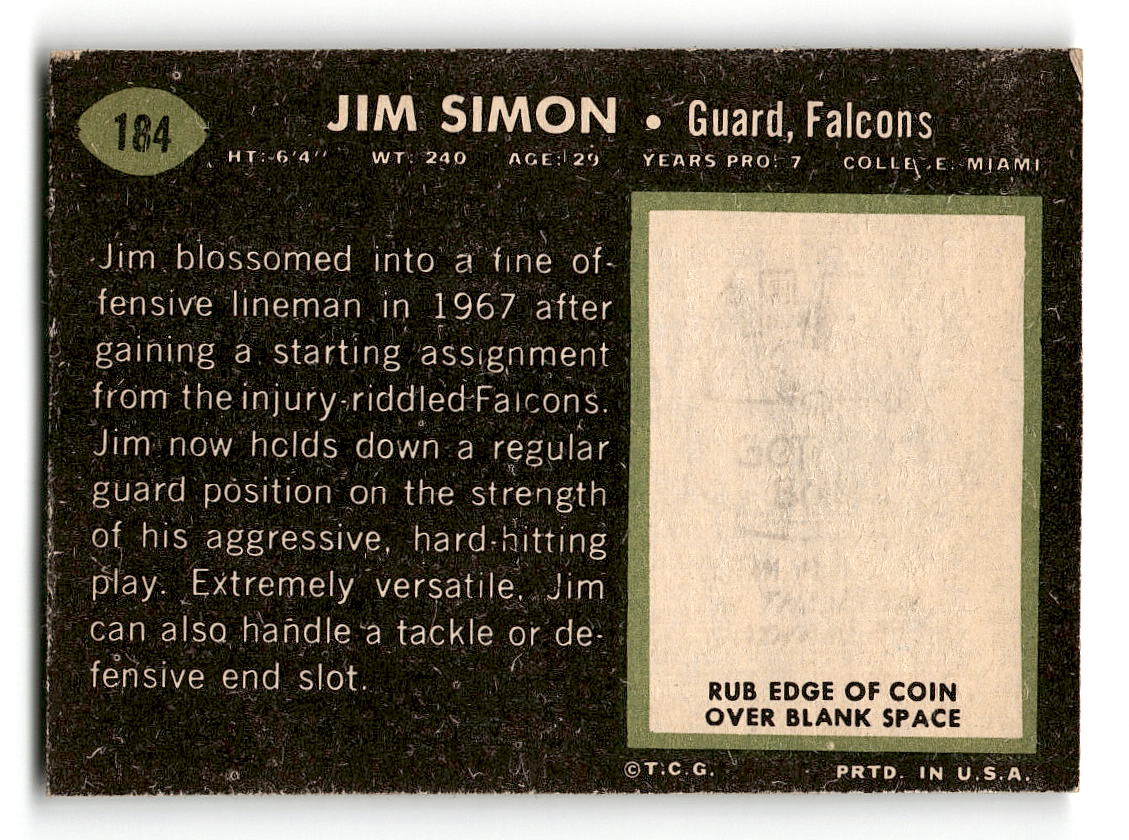 184
JIM SIMON • Guard, Falcons
HT: 6'4" WT: 240 AGE: 29 YEARS PRO: 7 COLLEGE: MIAMI
Jim blossomed into a fine of-
fensive lineman in 1967 after
gaining a starting assignment
from the injury-riddled Falcons.
Jim now holds down a regular
guard position on the strength
of his aggressive, hard-hitting
play. Extremely versatile, Jim
can also handle a tackle or de-
fensive end slot.
RUB EDGE OF COIN
OVER BLANK SPACE
©T.C.G. PRTD. IN U.S.A.